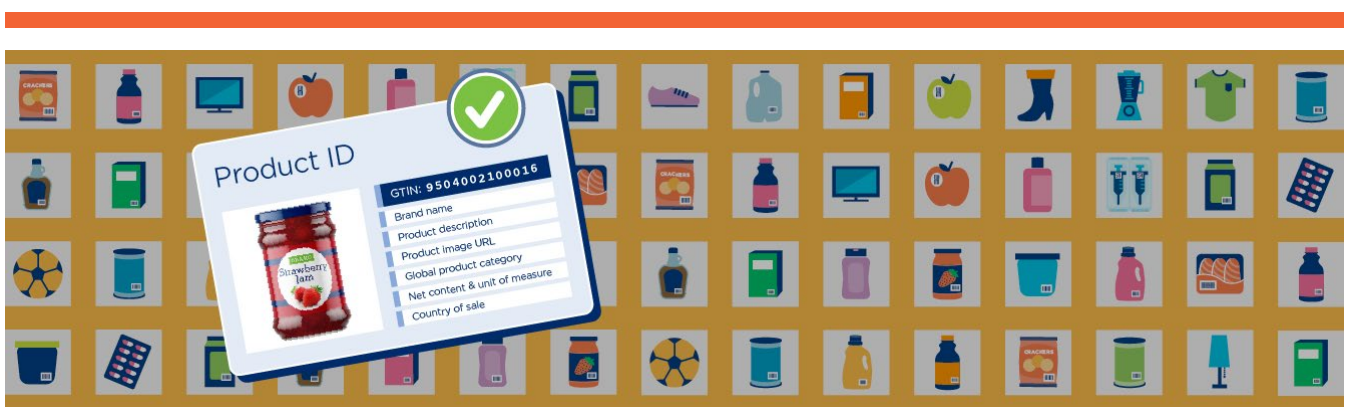 CRACKERS
Product ID
GTIN: 9504002100016
Brand name
Product description
Product image URL
Global product category
Net content & unit of measure
Country of sale
Strawberry
Jam
CRACKERS
CRACKERS